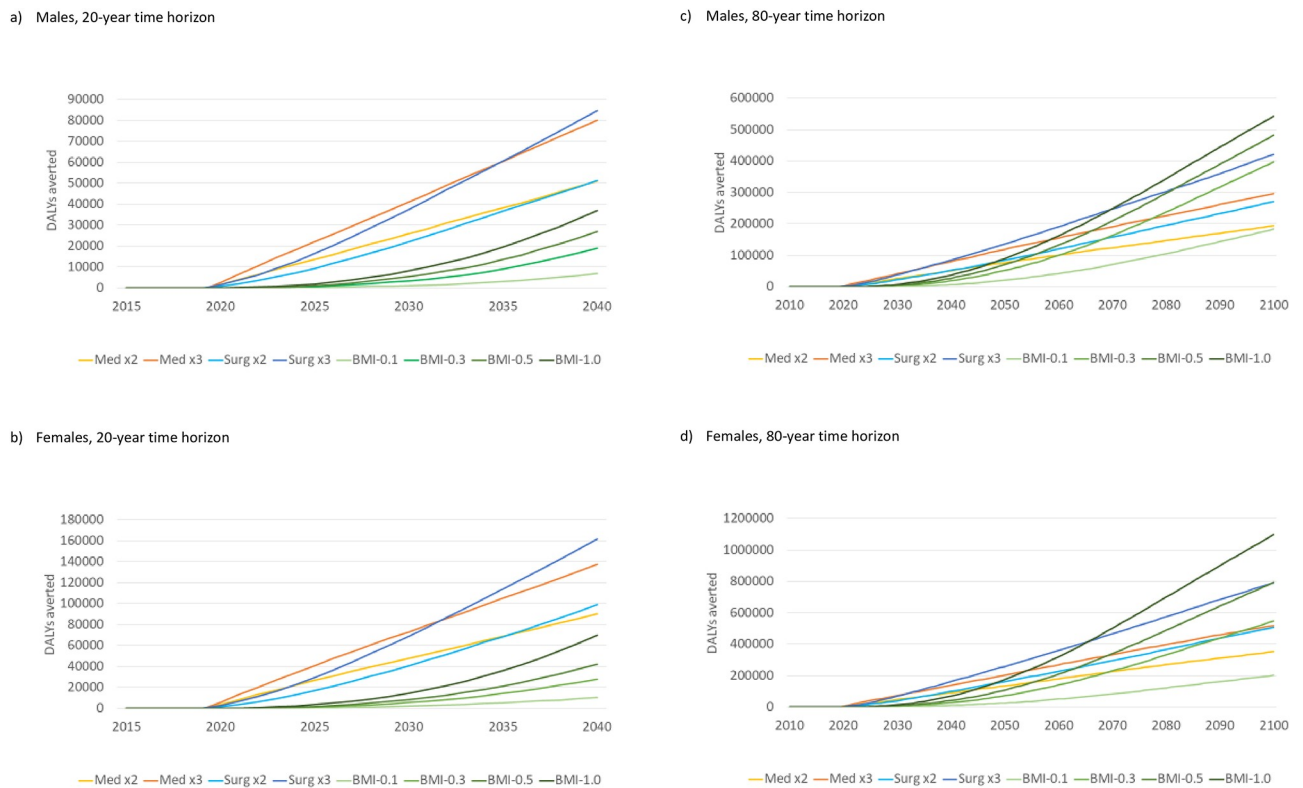 a) Males, 20-year time horizon
DALYs averted
90000
80000
70000
60000
50000
40000
30000
20000
10000
0
2015 2020 2025 2030 2035 2040
Med x2 Med x3 Surg x2 Surg x3 BMI-0.1 BMI-0.3 BMI-0.5 BMI-1.0
c) Males, 80-year time horizon
DALYs averted
600000
500000
400000
300000
200000
100000
0
2010 2020 2030 2040 2050 2060 2070 2080 2090 2100
Med x2 Med x3 Surg x2 Surg x3 BMI-0.1 BMI-0.3 BMI-0.5 BMI-1.0
b) Females, 20-year time horizon
DALYs averted
180000
160000
140000
120000
100000
80000
60000
40000
20000
0
2015 2020 2025 2030 2035 2040
Med x2 Med x3 Surg x2 Surg x3 BMI-0.1 BMI-0.3 BMI-0.5 BMI-1.0
d) Females, 80-year time horizon
DALYs averted
1200000
1000000
800000
600000
400000
200000
0
2010 2020 2030 2040 2050 2060 2070 2080 2090 2100
Med x2 Med x3 Surg x2 Surg x3 BMI-0.1 BMI-0.3 BMI-0.5 BMI-1.0